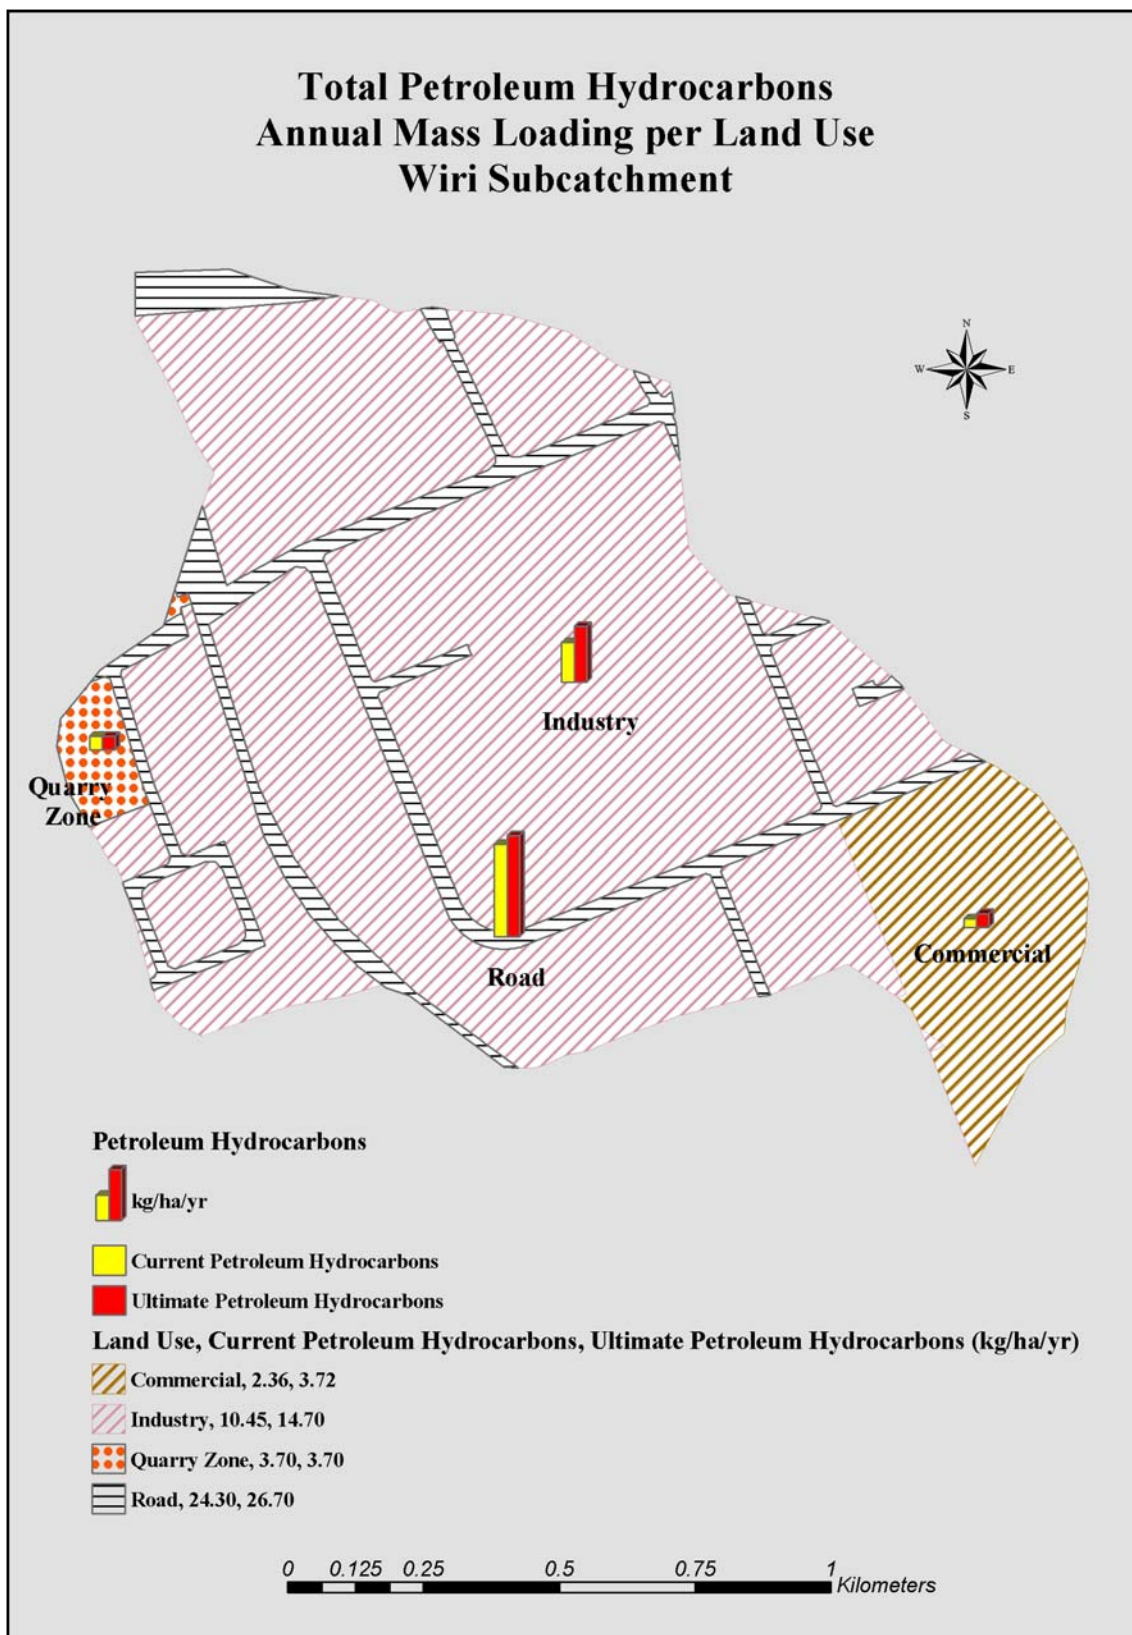 Total Petroleum Hydrocarbons
Annual Mass Loading per Land Use
Wiri Subcatchment
N
W
E
S
Industry
Quarry
Zone
Commercial
Road
Petroleum Hydrocarbons
kg/ha/yr
Current Petroleum Hydrocarbons
Ultimate Petroleum Hydrocarbons
Land Use, Current Petroleum Hydrocarbons, Ultimate Petroleum Hydrocarbons (kg/ha/yr)
Commercial, 2.36, 3.72
Industry, 10.45, 14.70
Quarry Zone, 3.70, 3.70
Road, 24.30, 26.70
0 0.125 0.25 0.5 0.75 1
Kilometers